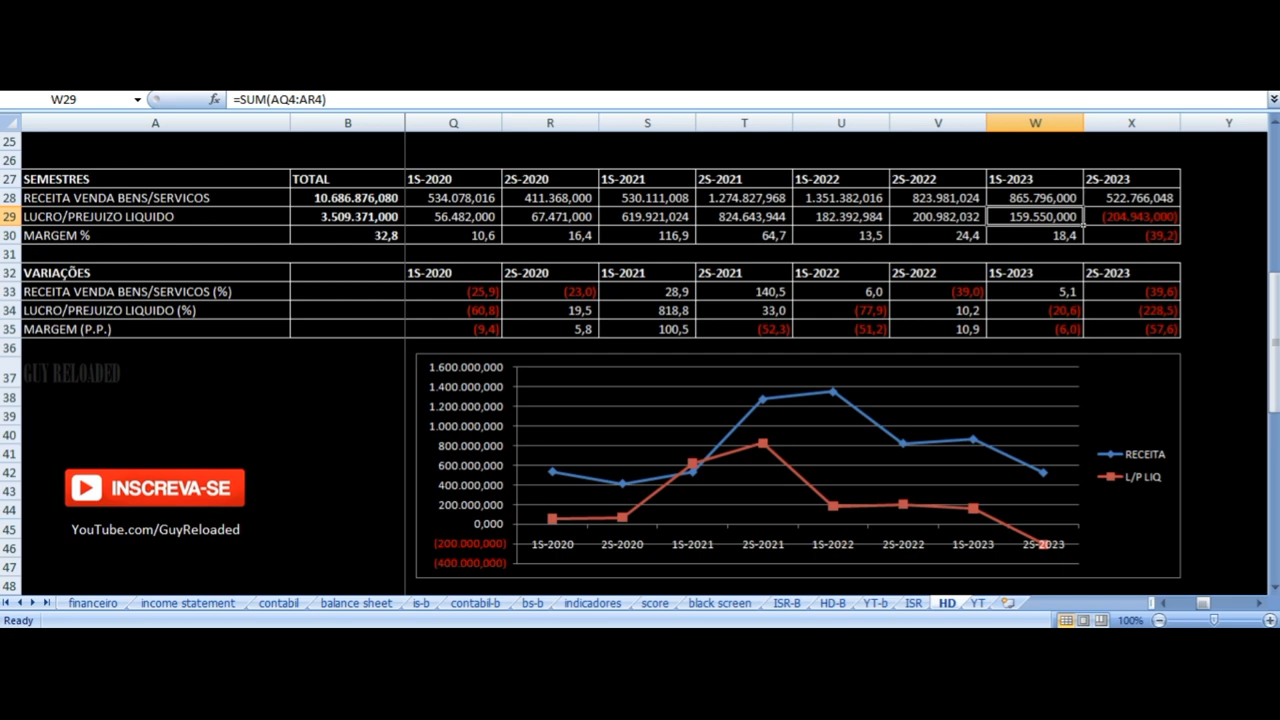 W29 fx =SUM(AQ4:AR4)
A B Q R S T U V W X Y
25
26
27 SEMESTRES TOTAL 1S-2020 2S-2020 1S-2021 2S-2021 1S-2022 2S-2022 1S-2023 2S-2023
28 RECEITA VENDA BENS/SERVICOS 10.686.876,080 534.078,016 411.368,000 530.111,008 1.274.827,968 1.351.382,016 823.981,024 865.796,000 522.766,048
29 LUCRO/PREJUIZO LIQUIDO 3.509.371,000 56.482,000 67.471,000 619.921,024 824.643,944 182.392,984 200.982,032 159.550,000 (204.943,000)
30 MARGEM % 32,8 10,6 16,4 116,9 64,7 13,5 24,4 18,4 (39,2)
31
32 VARIAÇÕES 1S-2020 2S-2020 1S-2021 2S-2021 1S-2022 2S-2022 1S-2023 2S-2023
33 RECEITA VENDA BENS/SERVICOS (%) (25,9) (23,0) 28,9 140,5 6,0 (39,0) 5,1 (39,6)
34 LUCRO/PREJUIZO LIQUIDO (%) (60,8) 19,5 818,8 33,0 (77,9) 10,2 (20,6) (228,5)
35 MARGEM (P.P.) (9,4) 5,8 100,5 (52,3) (51,2) 10,9 (6,0) (57,6)
36
37 GUY RELOADED
38
39
40
41
42
43
44
45
46
47
48
INSCREVA-SE
YouTube.com/GuyReloaded
1.600.000,000
1.400.000,000
1.200.000,000
1.000.000,000
800.000,000
600.000,000
400.000,000
200.000,000
0,000
(200.000,000)
(400.000,000)
1S-2020 2S-2020 1S-2021 2S-2021 1S-2022 2S-2022 1S-2023 2S-2023
RECEITA
L/P LIQ
financeiro income statement contabil balance sheet is-b contabil-b bs-b indicadores score black screen ISR-B HD-B YT-b ISR HD YT
Ready 100%